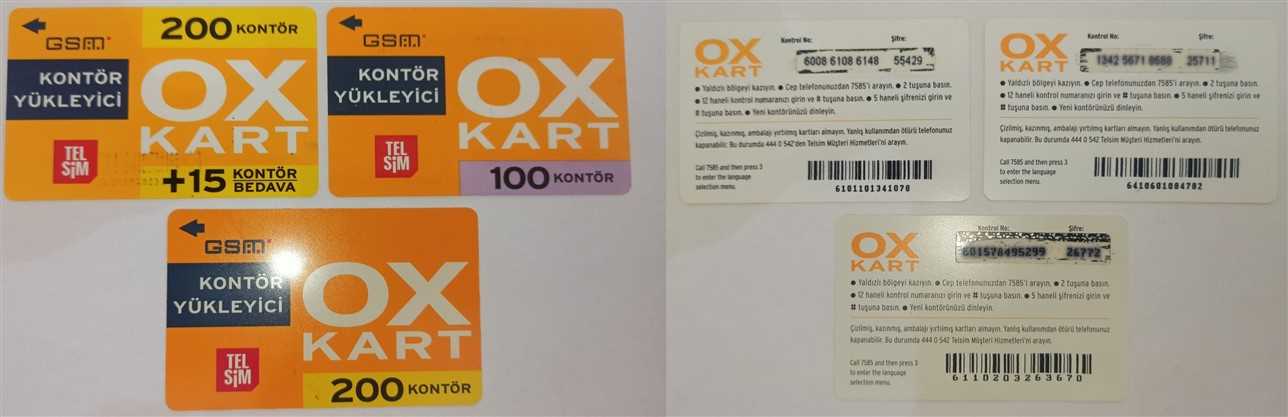 200 KONTÖR
GSM
KONTÖR
YÜKLEYİCİ
OX
KART
TEL
SİM
+15 KONTÖR
BEDAVA
GSM
KONTÖR
YÜKLEYİCİ
OX
KART
TEL
SİM
100 KONTÖR
GSM
KONTÖR
YÜKLEYİCİ
OX
KART
TEL
SİM
200 KONTÖR
OX
KART
Kontrol No: Şifre:
6008 6108 6148 55429
● Yaldızlı bölgeyi kazıyın. ● Cep telefonunuzdan 7585'i arayın. ● 2 tuşuna basın.
● 12 haneli kontrol numaranızı girin ve # tuşuna basın. ● 5 haneli şifrenizi girin ve
# tuşuna basın. ● Yeni kontörünüzü dinleyin.
Çizilmiş, kazınmış, ambalajı yırtılmış kartları almayın. Yanlış kullanımdan ötürü telefonunuz
kapanabilir. Bu durumda 444 0 542'den Telsim Müşteri Hizmetleri'ni arayın.
Call 7585 and then press 3
to enter the language
selection menu.
6101101341070
OX
KART
Kontrol No: Şifre:
1342 5671 8688 25711
● Yaldızlı bölgeyi kazıyın. ● Cep telefonunuzdan 7585'i arayın. ● 2 tuşuna basın.
● 12 haneli kontrol numaranızı girin ve # tuşuna basın. ● 5 haneli şifrenizi girin ve #
tuşuna basın. ● Yeni kontörünüzü dinleyin.
Çizilmiş, kazınmış, ambalajı yırtılmış kartları almayın. Yanlış kullanımdan ötürü telefonunuz
kapanabilir. Bu durumda 444 0 542 Telsim Müşteri Hizmetleri'ni arayın.
Call 7585 and then press 3
to enter the language
selection menu.
6410601084782
OX
KART
Kontrol No: Şifre:
601578495299 26772
● Yaldızlı bölgeyi kazıyın. ● Cep telefonunuzdan 7585'i arayın. ● 2 tuşuna basın.
● 12 haneli kontrol numaranızı girin ve # tuşuna basın. ● 5 haneli şifrenizi girin ve
# tuşuna basın. ● Yeni kontörünüzü dinleyin.
Çizilmiş, kazınmış, ambalajı yırtılmış kartları almayın. Yanlış kullanımdan ötürü telefonunuz
kapanabilir. Bu durumda 444 0 542 Telsim Müşteri Hizmetleri'ni arayın.
Call 7585 and then press 3
to enter the language
selection menu.
6110203263670